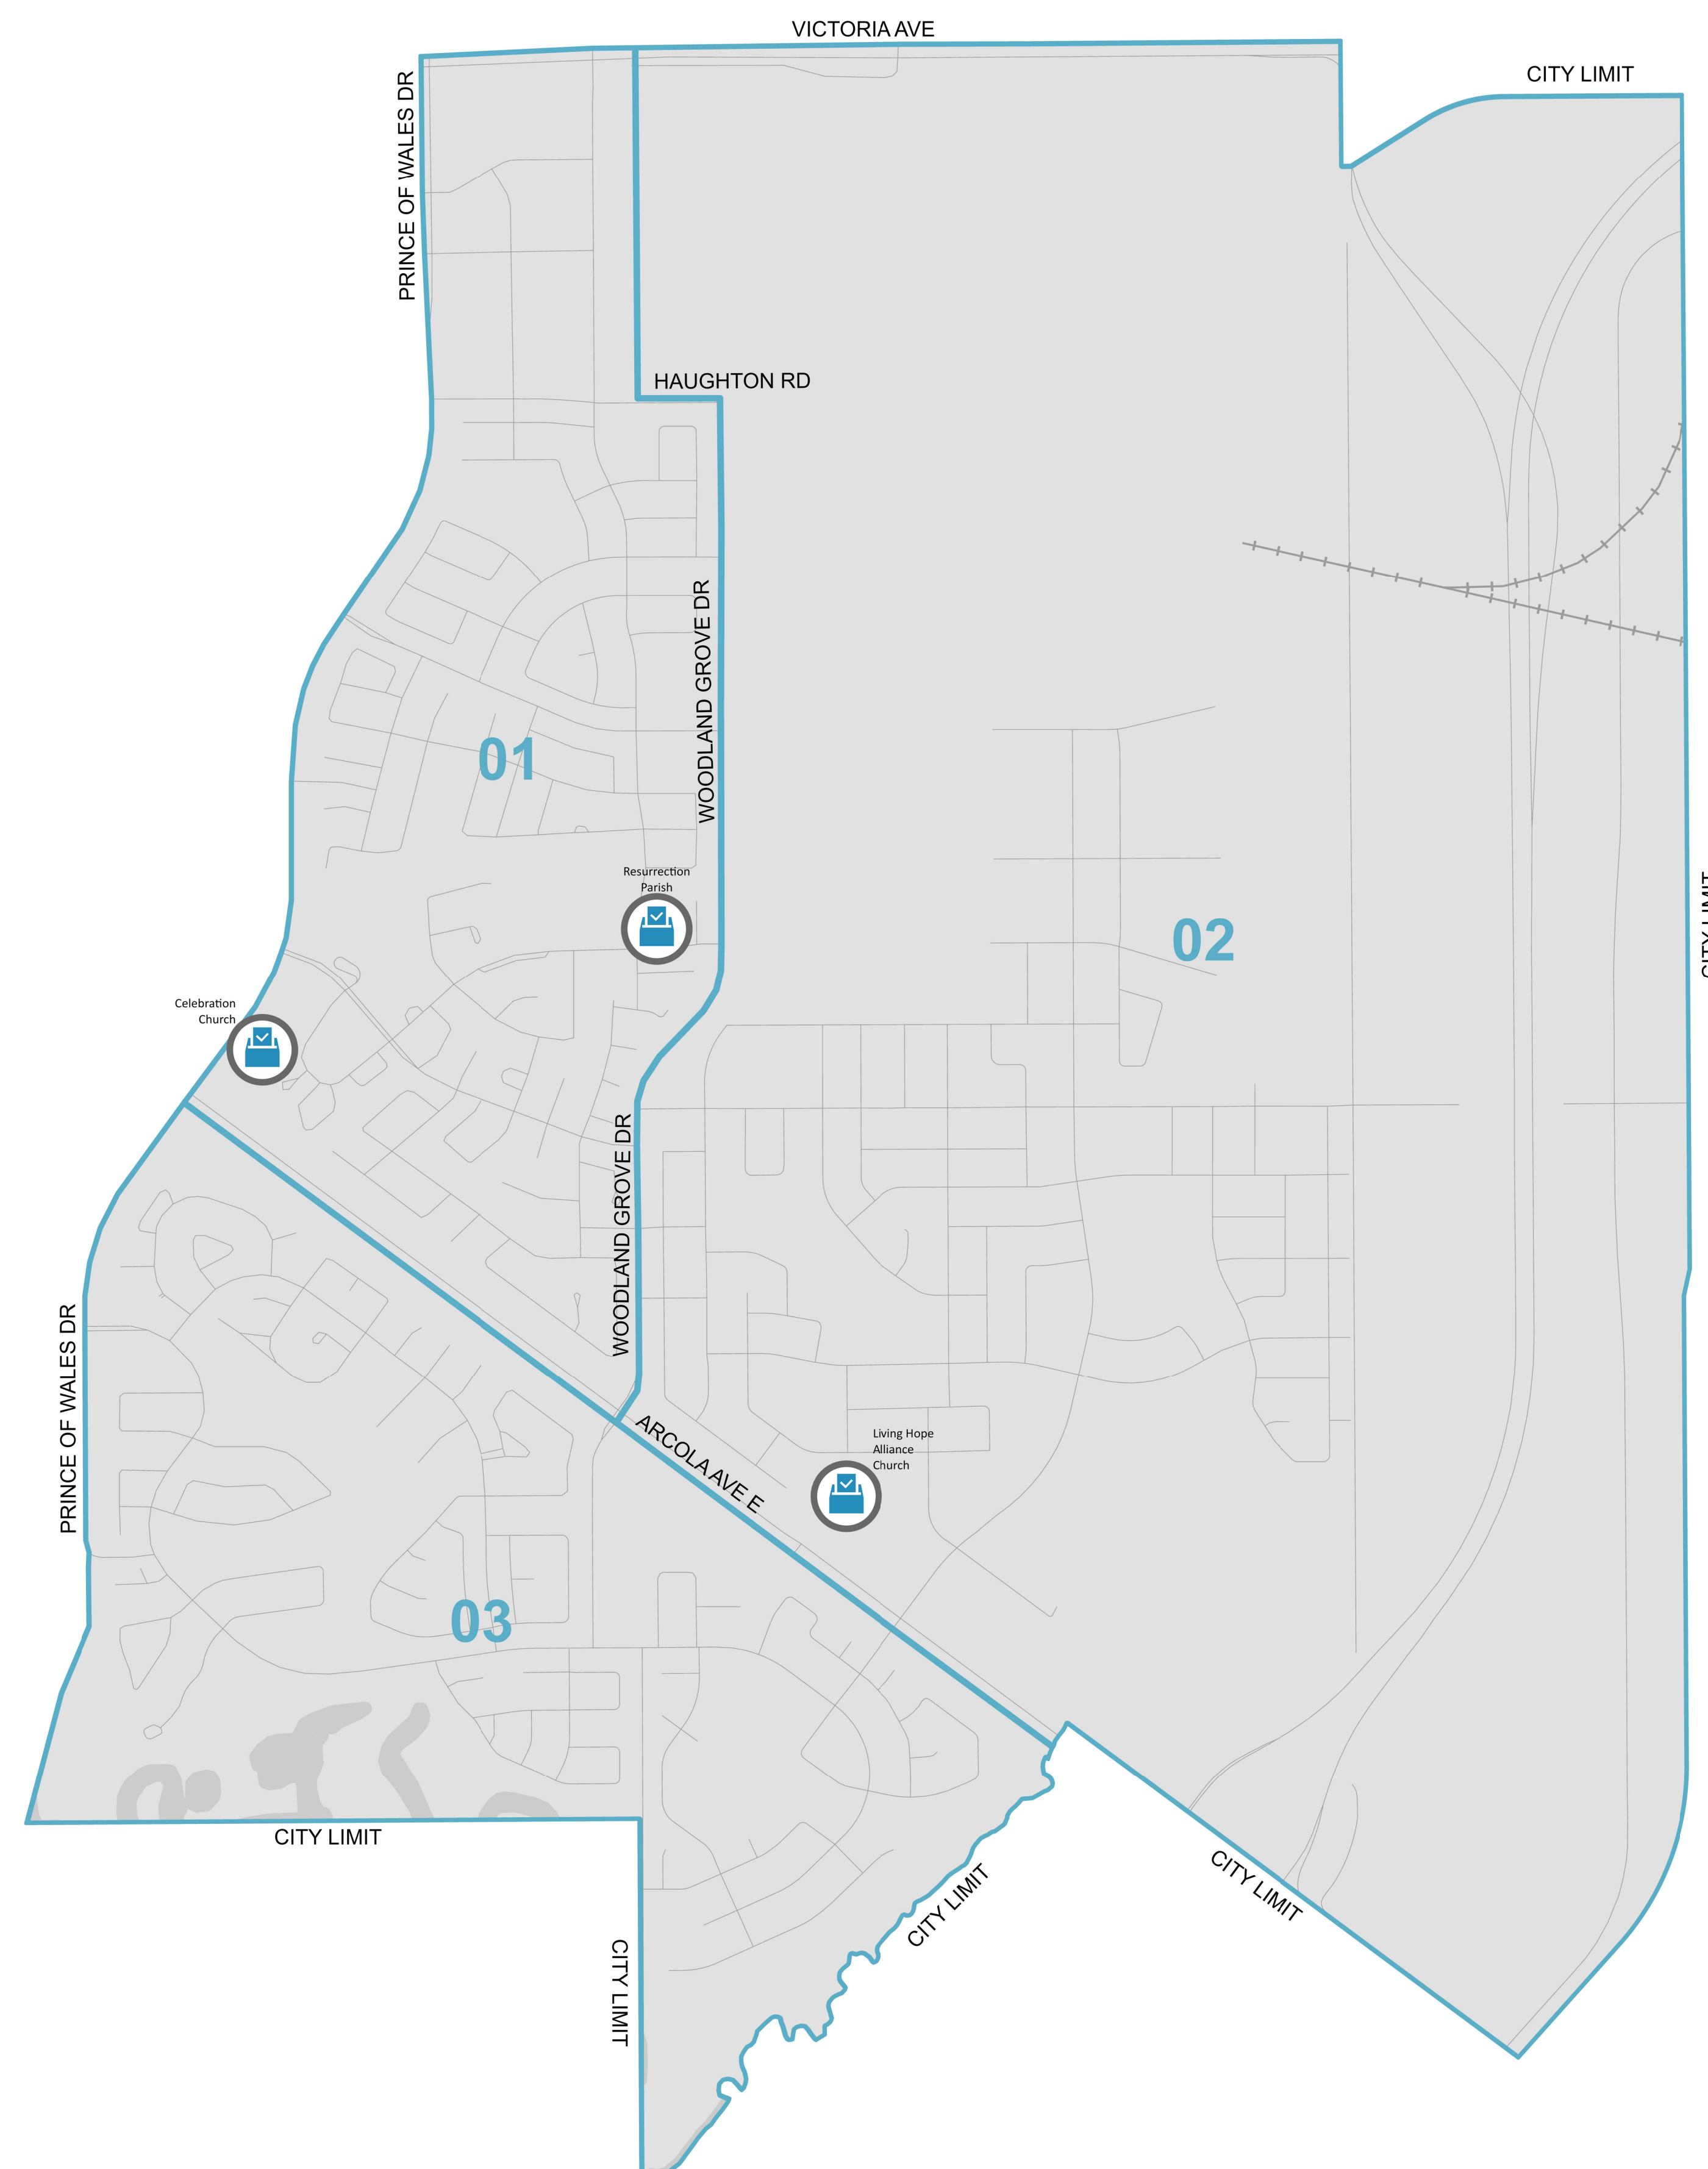 VICTORIA AVE
CITY LIMIT
PRINCE OF WALES DR
HAUGHTON RD
WOODLAND GROVE DR
01
Resurrection
Parish
02
CITY LIMIT
Celebration
Church
WOODLAND GROVE DR
PRINCE OF WALES DR
ARCOLA AVE E
Living Hope
Alliance
Church
03
CITY LIMIT
CITY LIMIT
CITY LIMIT
CITY LIMIT